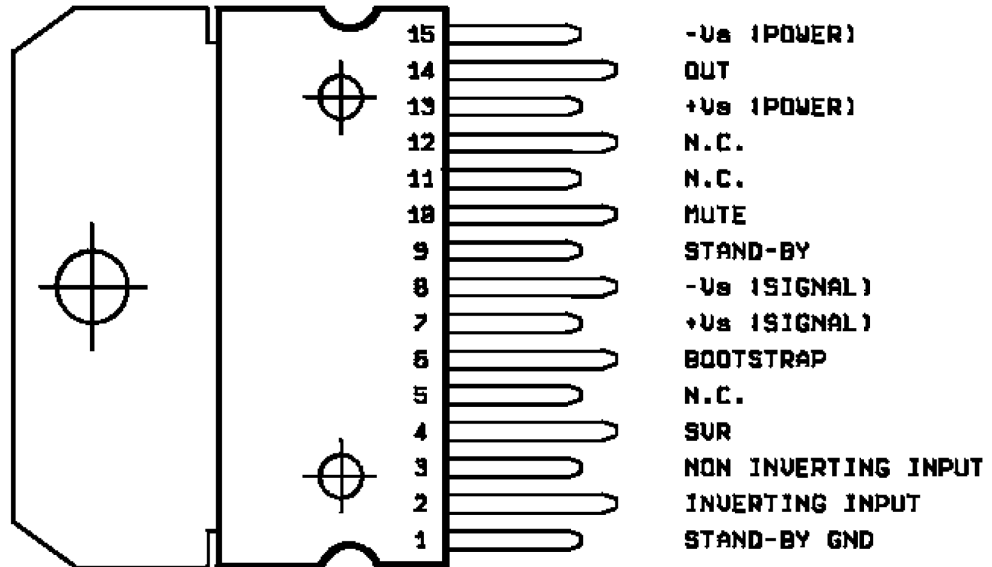 15 -Vs (POWER)
14 OUT
13 +Vs (POWER)
12 N.C.
11 N.C.
10 MUTE
9 STAND-BY
8 -Vs (SIGNAL)
7 +Vs (SIGNAL)
6 BOOTSTRAP
5 N.C.
4 SVR
3 NON INVERTING INPUT
2 INVERTING INPUT
1 STAND-BY GND